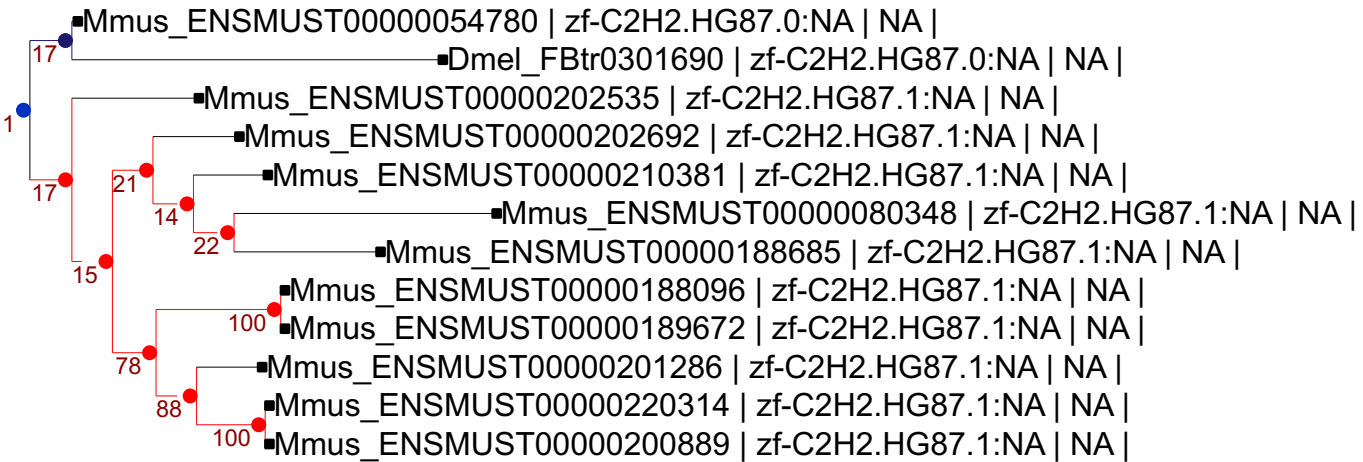 Mmus_ENSMUST00000054780 | zf-C2H2.HG87.0:NA | NA |
17
Dmel_FBtr0301690 | zf-C2H2.HG87.0:NA | NA |
Mmus_ENSMUST00000202535 | zf-C2H2.HG87.1:NA | NA |
1
Mmus_ENSMUST00000202692 | zf-C2H2.HG87.1:NA | NA |
Mmus_ENSMUST00000210381 | zf-C2H2.HG87.1:NA | NA |
17
21
Mmus_ENSMUST00000080348 | zf-C2H2.HG87.1:NA | NA |
14
22
Mmus_ENSMUST00000188685 | zf-C2H2.HG87.1:NA | NA |
15
Mmus_ENSMUST00000188096 | zf-C2H2.HG87.1:NA | NA |
100
Mmus_ENSMUST00000189672 | zf-C2H2.HG87.1:NA | NA |
78
Mmus_ENSMUST00000201286 | zf-C2H2.HG87.1:NA | NA |
88
Mmus_ENSMUST00000220314 | zf-C2H2.HG87.1:NA | NA |
100
Mmus_ENSMUST00000200889 | zf-C2H2.HG87.1:NA | NA |